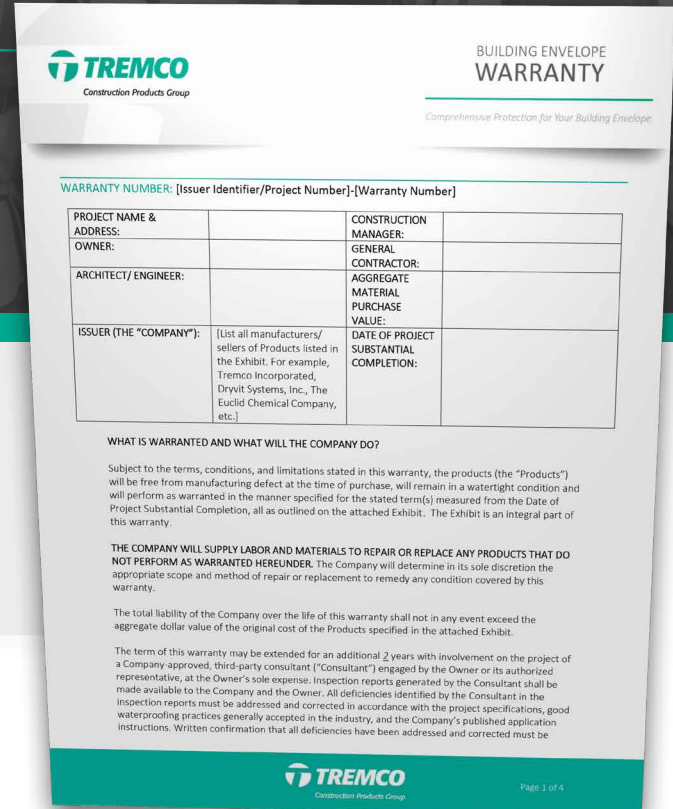 TREMCO
Construction Products Group
BUILDING ENVELOPE
WARRANTY
Comprehensive Protection for Your Building Envelope
WARRANTY NUMBER: [Issuer Identifier/Project Number]-[Warranty Number]
PROJECT NAME &
ADDRESS:
CONSTRUCTION
MANAGER:
OWNER:
GENERAL
CONTRACTOR:
ARCHITECT/ ENGINEER:
AGGREGATE
MATERIAL
PURCHASE
VALUE:
ISSUER (THE “COMPANY”):
[List all manufacturers/
sellers of Products listed in
the Exhibit. For example,
Tremco Incorporated,
Dryvit Systems, Inc., The
Euclid Chemical Company,
etc.]
DATE OF PROJECT
SUBSTANTIAL
COMPLETION:
WHAT IS WARRANTED AND WHAT WILL THE COMPANY DO?
Subject to the terms, conditions, and limitations stated in this warranty, the products (the “Products”)
will be free from manufacturing defect at the time of purchase, will remain in a watertight condition and
will perform as warranted in the manner specified for the stated term(s) measured from the Date of
Project Substantial Completion, all as outlined on the attached Exhibit. The Exhibit is an integral part of
this warranty.
THE COMPANY WILL SUPPLY LABOR AND MATERIALS TO REPAIR OR REPLACE ANY PRODUCTS THAT DO
NOT PERFORM AS WARRANTED HEREUNDER. The Company will determine in its sole discretion the
appropriate scope and method of repair or replacement to remedy any condition covered by this
warranty.
The total liability of the Company over the life of this warranty shall not in any event exceed the
aggregate dollar value of the original cost of the Products specified in the attached Exhibit.
The term of this warranty may be extended for an additional 2 years with involvement on the project of
a Company-approved, third-party consultant (“Consultant”) engaged by the Owner or its authorized
representative, at the Owner’s sole expense. Inspection reports generated by the Consultant shall be
made available to the Company and the Owner. All deficiencies identified by the Consultant in the
inspection reports must be addressed and corrected in accordance with the project specifications, good
waterproofing practices generally accepted in the industry, and the Company’s published application
instructions. Written confirmation that all deficiencies have been addressed and corrected must be
TREMCO
Construction Products Group
Page 1 of 4